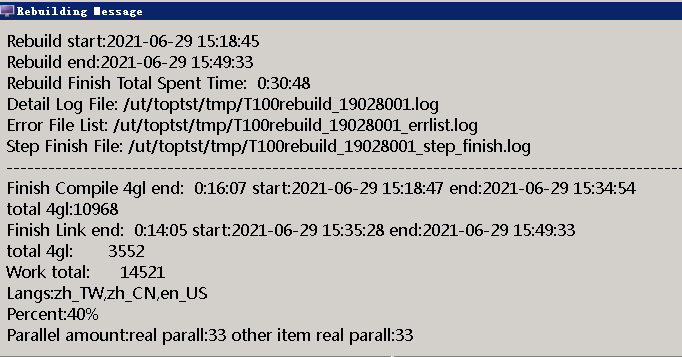 Rebuilding Message
Rebuild start:2021-06-29 15:18:45
Rebuild end:2021-06-29 15:49:33
Rebuild Finish Total Spent Time:  0:30:48
Detail Log File: /ut/toptst/tmp/T100rebuild_19028001.log
Error File List: /ut/toptst/tmp/T100rebuild_19028001_errlist.log
Step Finish File: /ut/toptst/tmp/T100rebuild_19028001_step_finish.log
--------------------------------------------------------------------------------
Finish Compile 4gl end:  0:16:07 start:2021-06-29 15:18:47 end:2021-06-29 15:34:54
total 4gl:10968
Finish Link end:  0:14:05 start:2021-06-29 15:35:28 end:2021-06-29 15:49:33
total 4gl:      3552
Work total:      14521
Langs:zh_TW,zh_CN,en_US
Percent:40%
Parallel amount:real parall:33 other item real parall:33